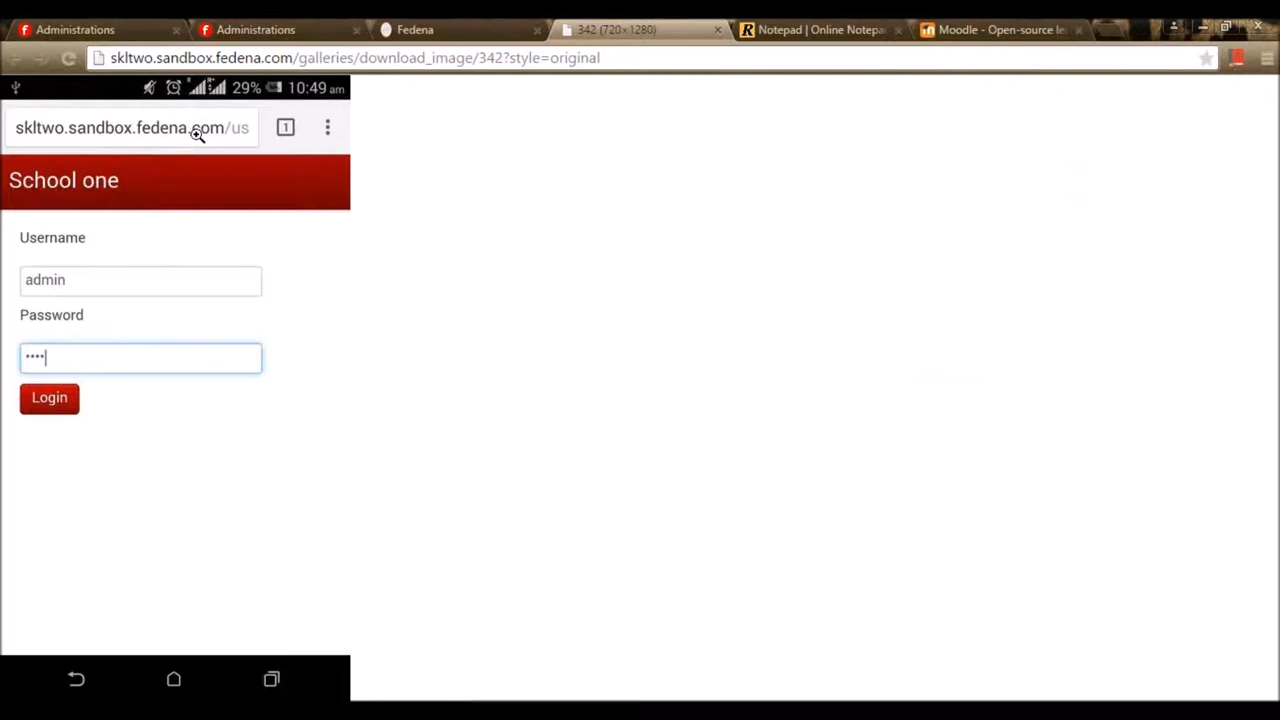 Administrations
Administrations
Fedena
342 (720×1280)
Notepad | Online Notepa
Moodle - Open-source le
skltwo.sandbox.fedena.com/galleries/download_image/342?style=original
29% 10:49 am
skltwo.sandbox.fedena.com/us
1
School one
Username
admin
Password
••••
Login